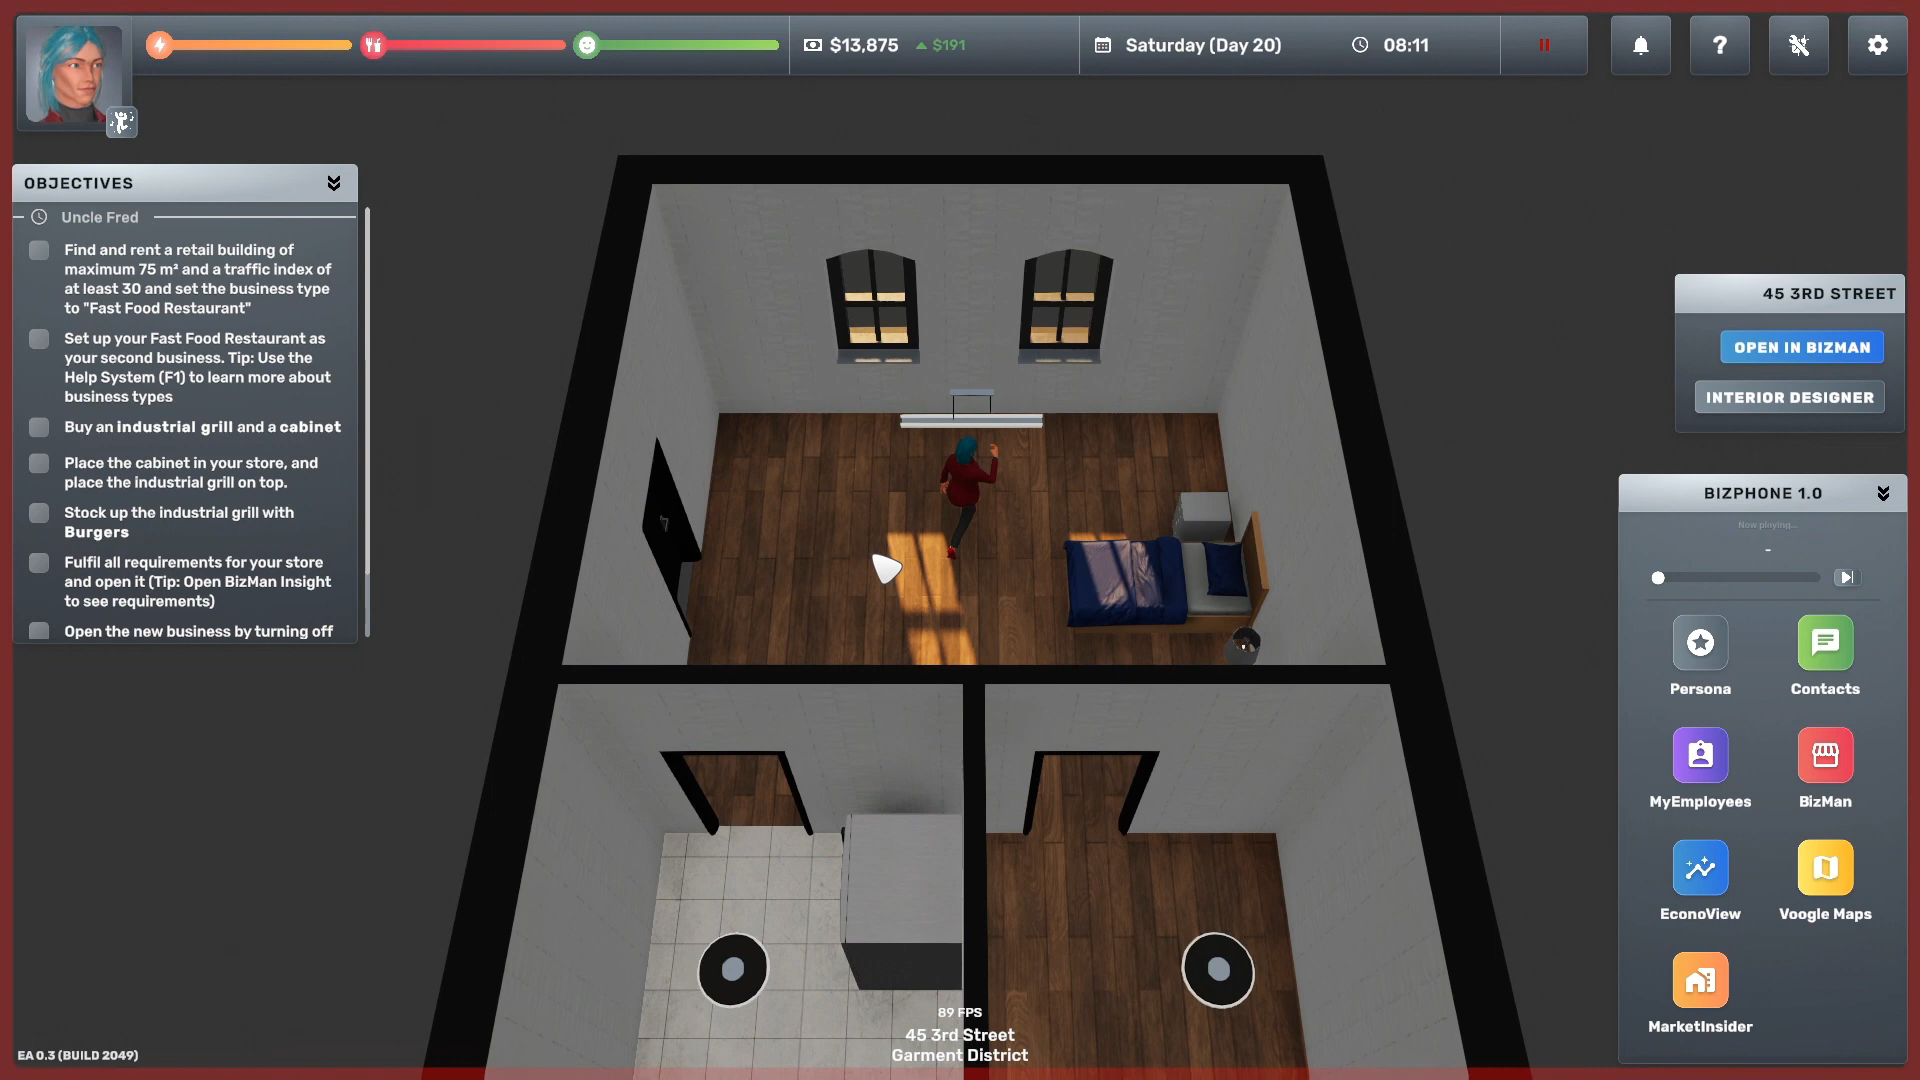 $13,875
$191
Saturday (Day 20)
08:11
?
OBJECTIVES
Uncle Fred
Find and rent a retail building of
maximum 75 m² and a traffic index of
at least 30 and set the business type
to "Fast Food Restaurant"
Set up your Fast Food Restaurant as
your second business. Tip: Use the
Help System (F1) to learn more about
business types
Buy an industrial grill and a cabinet
Place the cabinet in your store, and
place the industrial grill on top.
Stock up the industrial grill with
Burgers
Fulfil all requirements for your store
and open it (Tip: Open BizMan Insight
to see requirements)
Open the new business by turning off
45 3RD STREET
OPEN IN BIZMAN
INTERIOR DESIGNER
BIZPHONE 1.0
Now playing...
-
Persona
Contacts
MyEmployees
BizMan
EconoView
Voogle Maps
MarketInsider
89 FPS
45 3rd Street
Garment District
EA 0.3 (BUILD 2049)